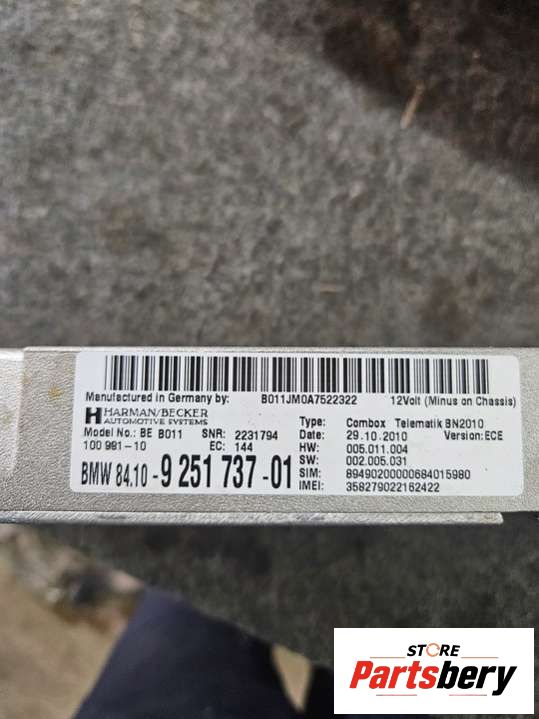 Manufactured in Germany by: B011JM0A7522322 12Volt (Minus on Chassis)
HARMAN/BECKER
AUTOMOTIVE SYSTEMS
Type: Combox Telematik BN2010
Model No.: BE B011 SNR: 2231794 Date: 29.10.2010 Version:ECE
100 981-10 EC: 144 HW: 005.011.004
SW: 002.005.031
BMW 84.10 -9 251 737 -01 SIM: 89490200000684015980
IMEI: 358279022162422
STORE
Partsbery